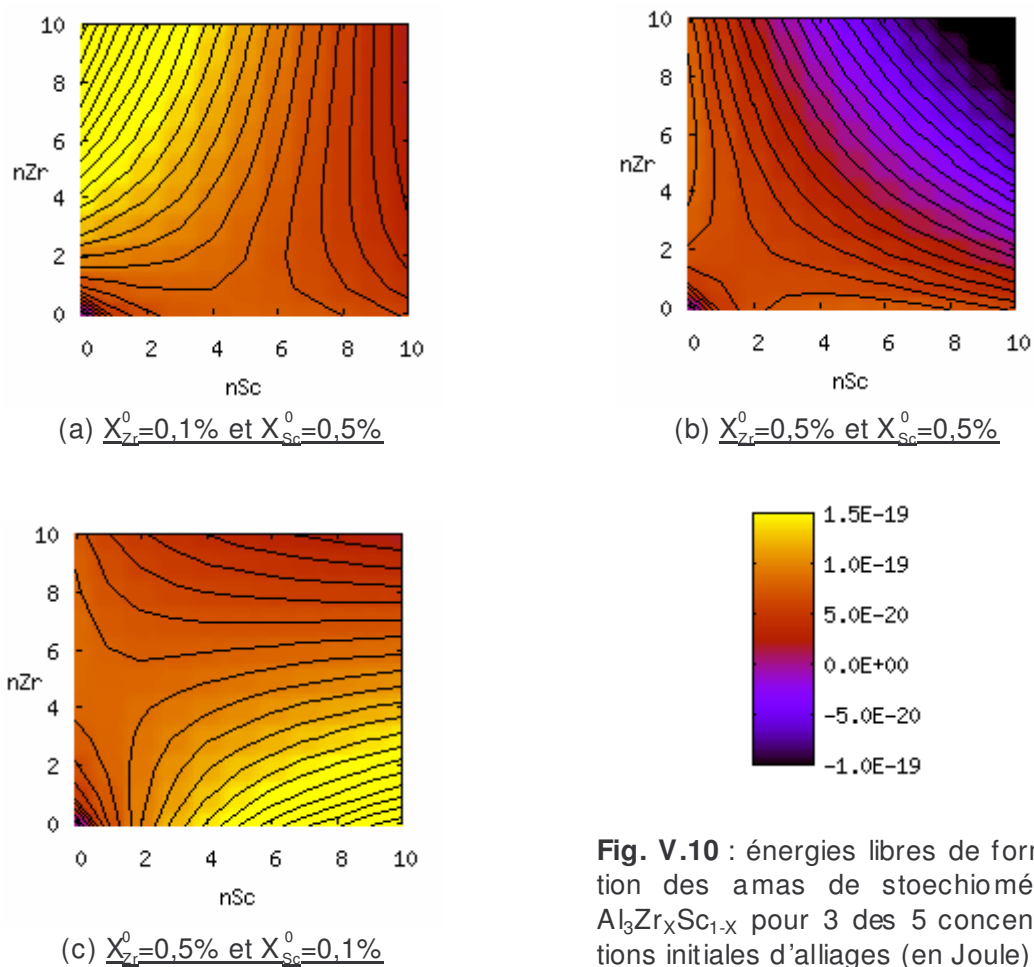 10
8
6
nZr
4
2
0
0 2 4 6 8 10
nSc
(a) X⁰Zr=0,1% et X⁰Sc=0,5%
10
8
6
nZr
4
2
0
0 2 4 6 8 10
nSc
(b) X⁰Zr=0,5% et X⁰Sc=0,5%
10
8
6
nZr
4
2
0
0 2 4 6 8 10
nSc
(c) X⁰Zr=0,5% et X⁰Sc=0,1%
1.5E-19
1.0E-19
5.0E-20
0.0E+00
-5.0E-20
-1.0E-19
Fig. V.10 : énergies libres de form
tion des amas de stoechiomé
Al₃ZrₓSc₁₋ₓ pour 3 des 5 concen
tions initiales d'alliages (en Joule)